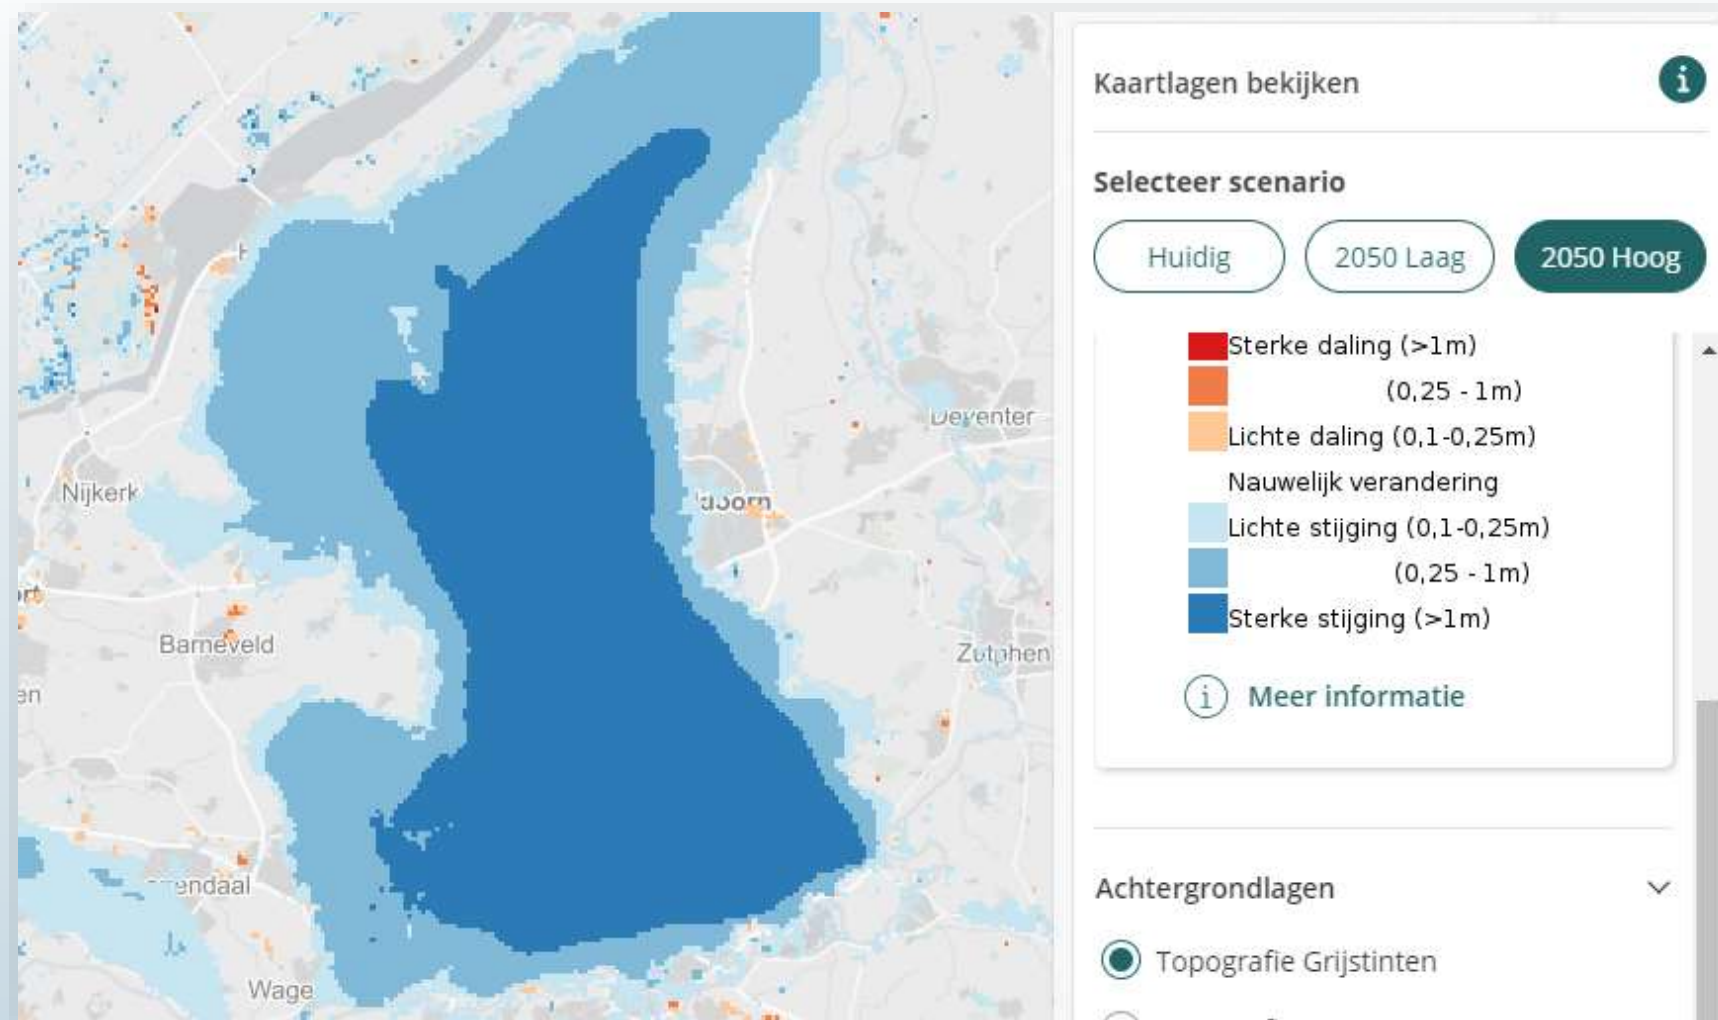 Kaartlagen bekijken
Selecteer scenario
Huidig
2050 Laag
2050 Hoog
Sterke daling (>1m)
(0,25 - 1m)
Lichte daling (0,1-0,25m)
Nauwelijk verandering
Lichte stijging (0,1-0,25m)
(0,25 - 1m)
Sterke stijging (>1m)
i Meer informatie
Achtergrondlagen
Topografie Grijstinten
Deventer
Nijkerk
Barneveld
Zutphen
en
endaal
Wage